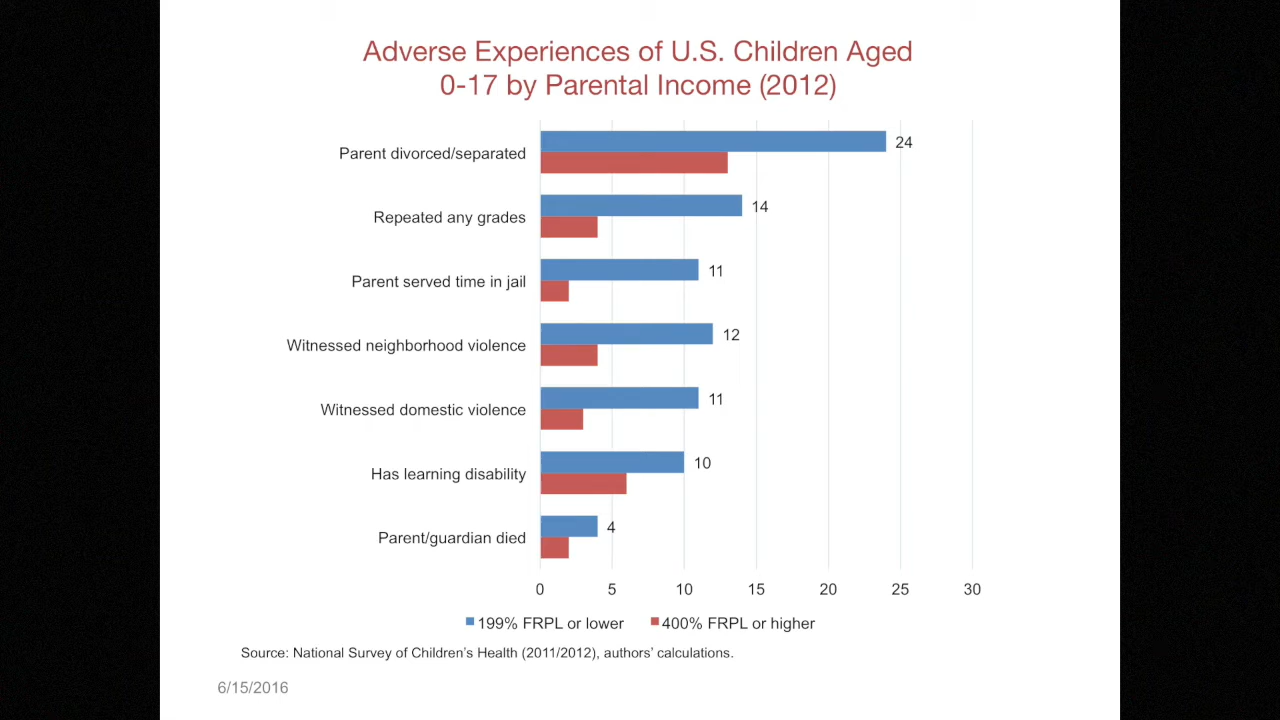 Adverse Experiences of U.S. Children Aged
0-17 by Parental Income (2012)
Parent divorced/separated
24
Repeated any grades
14
Parent served time in jail
11
Witnessed neighborhood violence
12
Witnessed domestic violence
11
Has learning disability
10
Parent/guardian died
4
0 5 10 15 20 25 30
199% FRPL or lower 400% FRPL or higher
Source: National Survey of Children’s Health (2011/2012), authors’ calculations.
6/15/2016